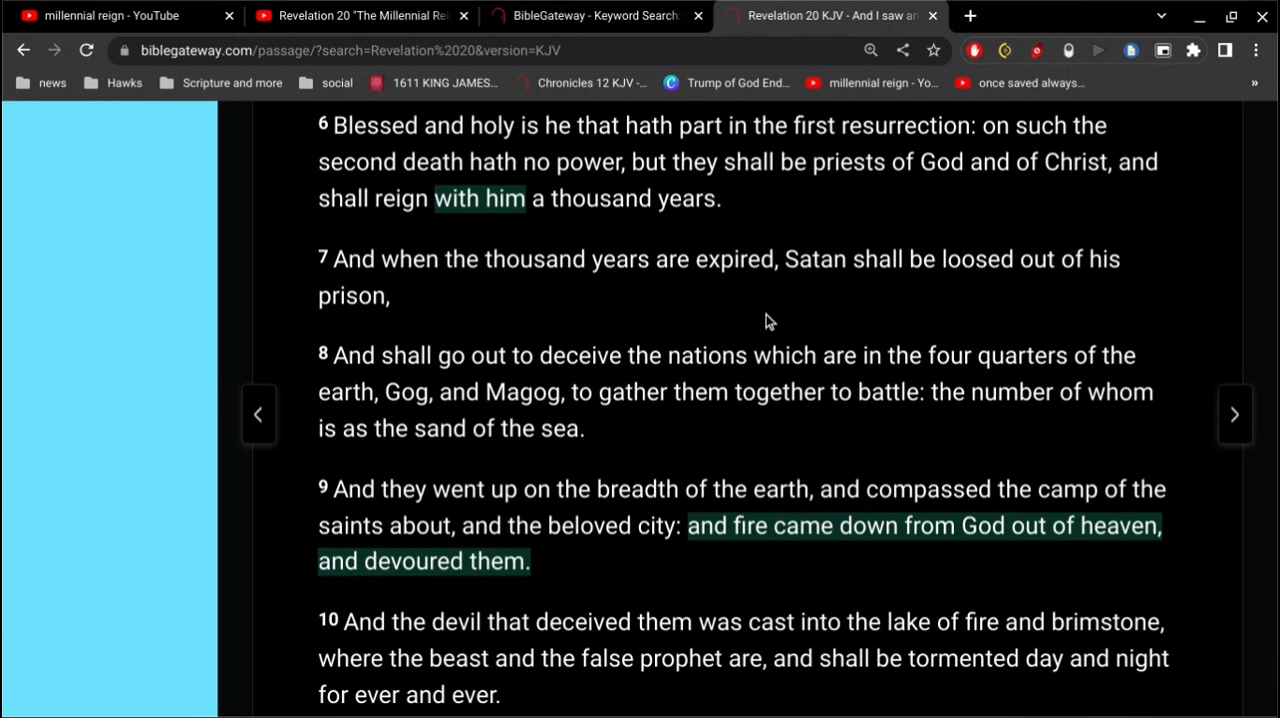 millennial reign - YouTube
Revelation 20 "The Millennial Rei
BibleGateway - Keyword Search:
Revelation 20 KJV - And I saw an
biblegateway.com/passage/?search=Revelation%2020&version=KJV
news
Hawks
Scripture and more
social
1611 KING JAMES...
Chronicles 12 KJV -...
Trump of God End...
millennial reign - Yo...
once saved always...
»
6 Blessed and holy is he that hath part in the first resurrection: on such the
second death hath no power, but they shall be priests of God and of Christ, and
shall reign with him a thousand years.
7 And when the thousand years are expired, Satan shall be loosed out of his
prison,
8 And shall go out to deceive the nations which are in the four quarters of the
earth, Gog, and Magog, to gather them together to battle: the number of whom
is as the sand of the sea.
9 And they went up on the breadth of the earth, and compassed the camp of the
saints about, and the beloved city: and fire came down from God out of heaven,
and devoured them.
10 And the devil that deceived them was cast into the lake of fire and brimstone,
where the beast and the false prophet are, and shall be tormented day and night
for ever and ever.